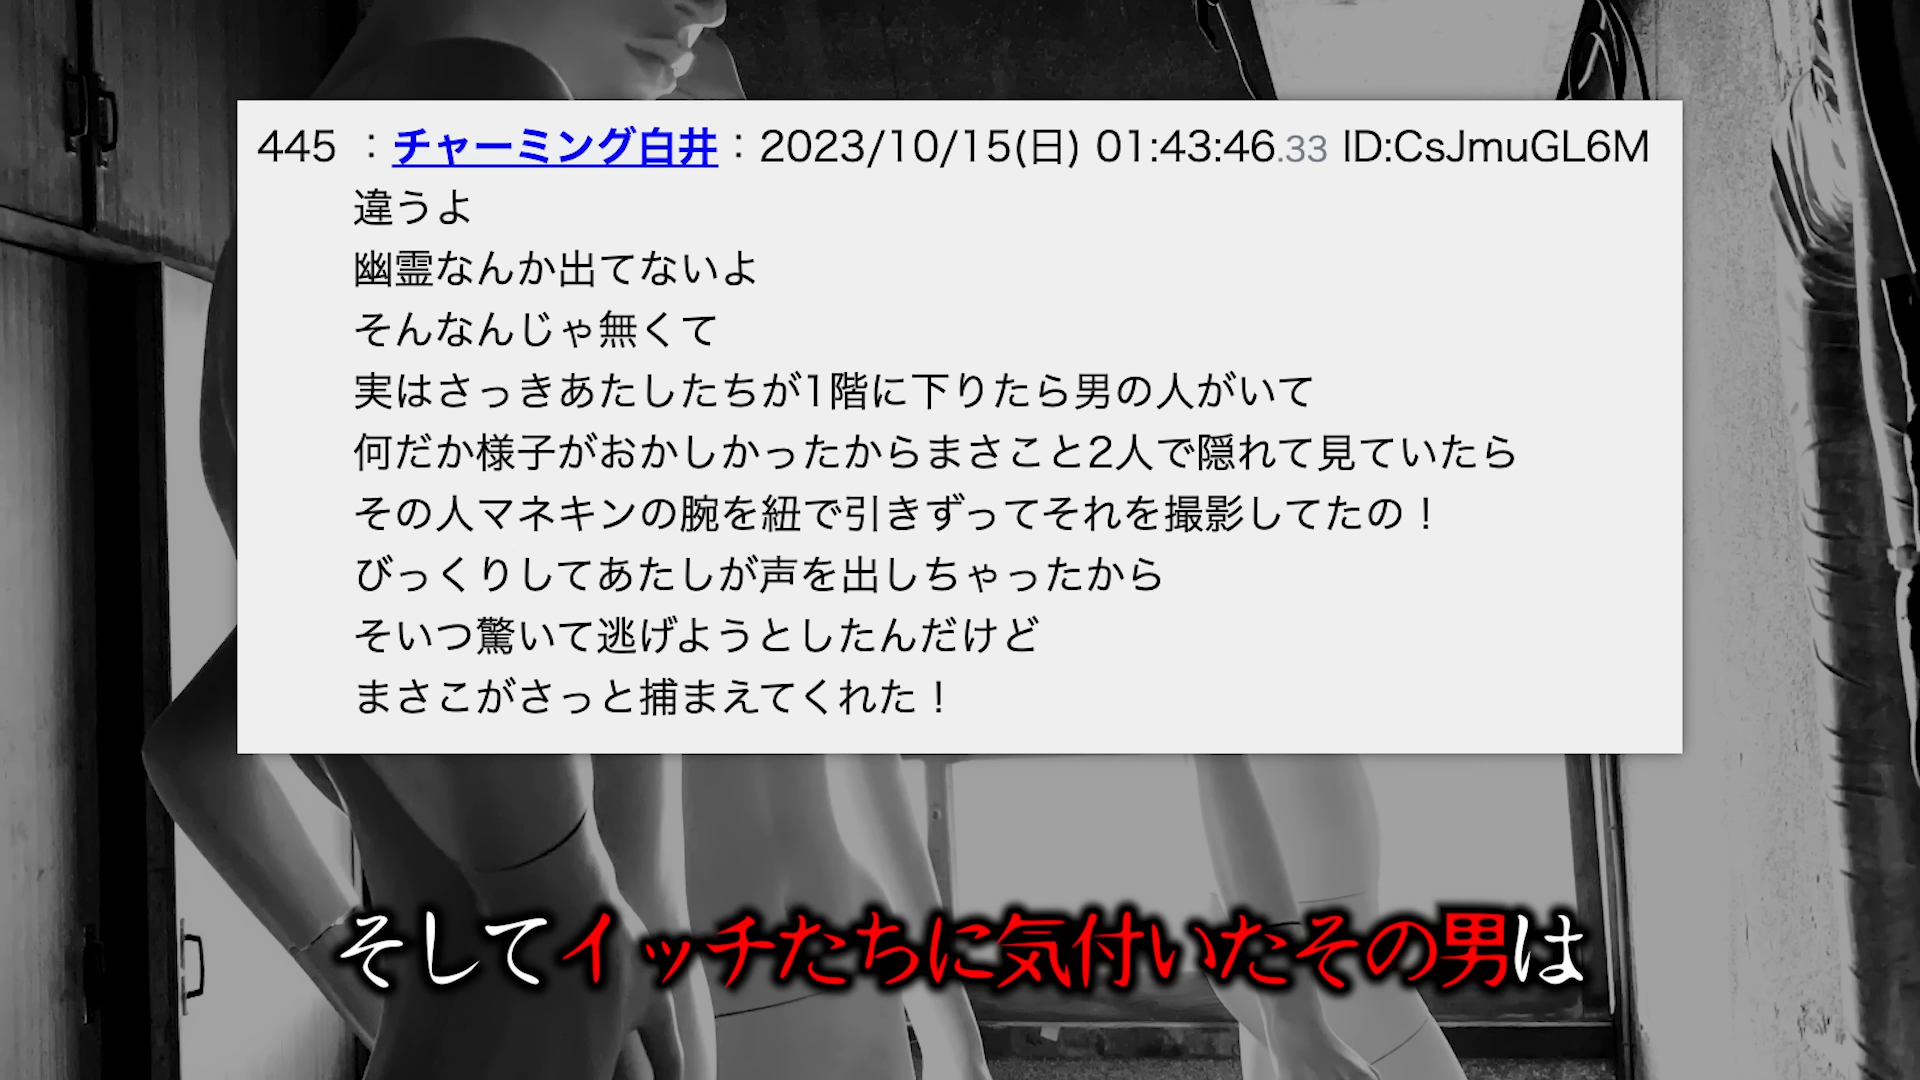 445 ：チャーミング白井：2023/10/15(日) 01:43:46.33 ID:CsJmuGL6M
違うよ
幽霊なんか出てないよ
そんなんじゃ無くて
実はさっきあたしたちが1階に下りたら男の人がいて
何だか様子がおかしかったからまさこと2人で隠れて見ていたら
その人マネキンの腕を紐で引きずってそれを撮影してたの！
びっくりしてあたしが声を出しちゃったから
そいつ驚いて逃げようとしたんだけど
まさこがさっと捕まえてくれた！
そしてイッチたちに気付いたその男は